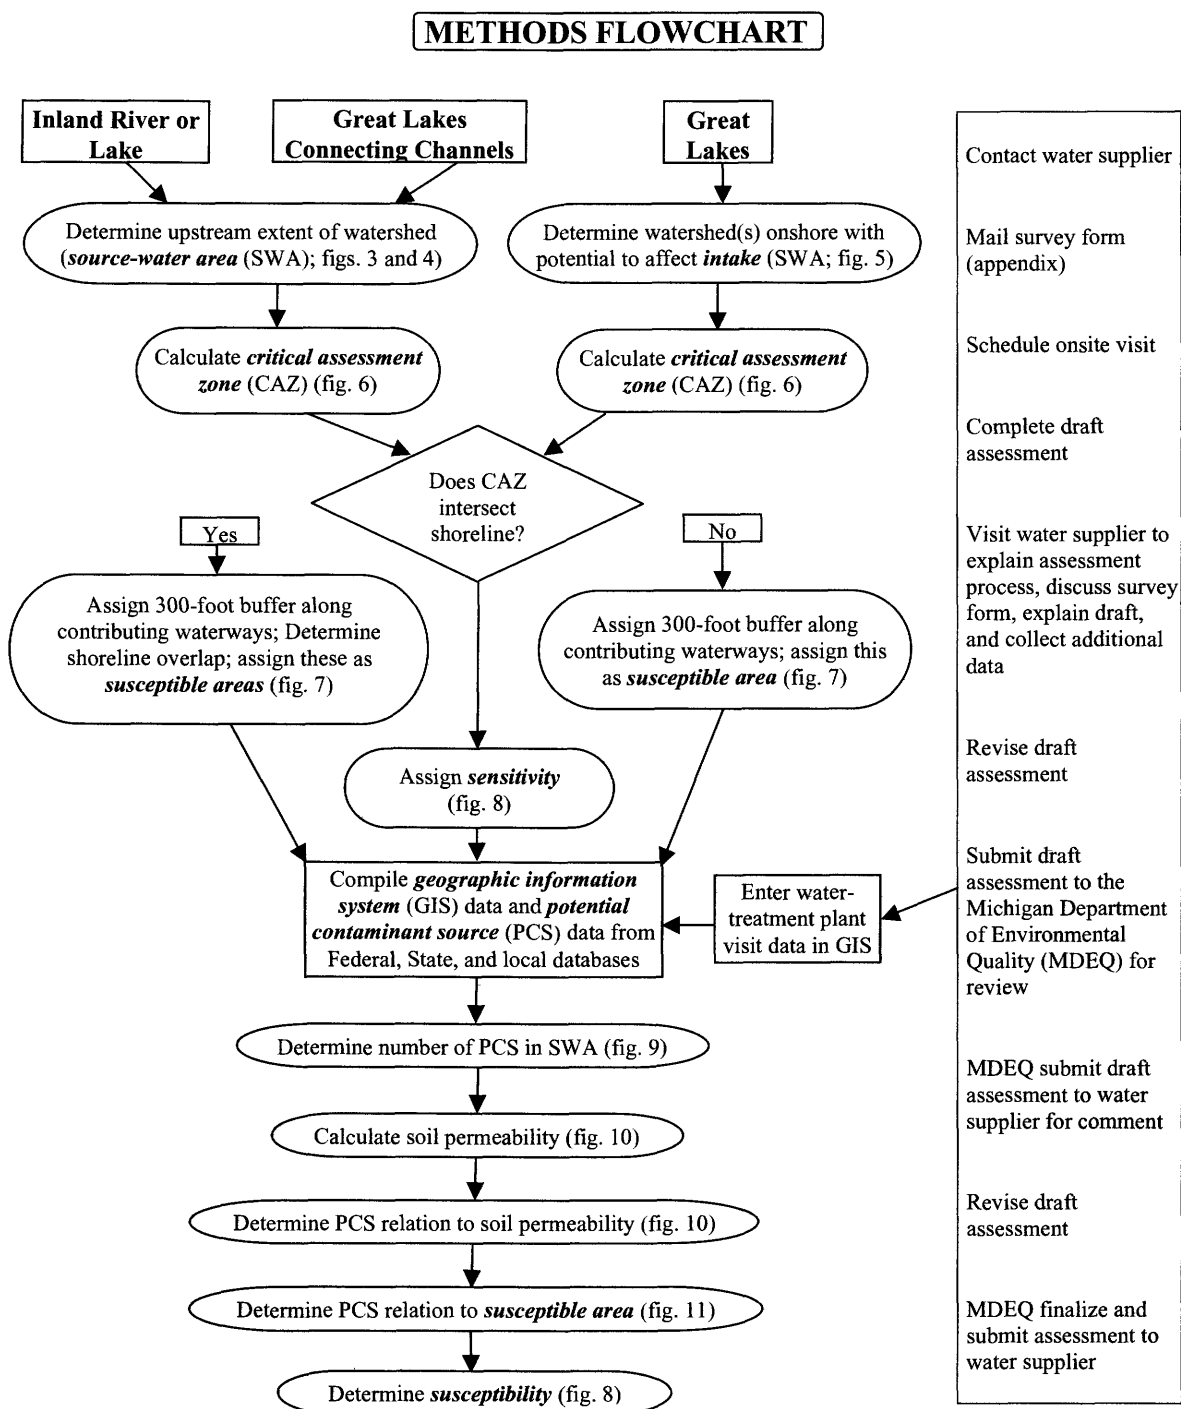 METHODS FLOWCHART
Inland River or
Lake
Great Lakes
Connecting Channels
Great
Lakes
Determine upstream extent of watershed
(source-water area (SWA); figs. 3 and 4)
Determine watershed(s) onshore with
potential to affect intake (SWA; fig. 5)
Calculate critical assessment
zone (CAZ) (fig. 6)
Calculate critical assessment
zone (CAZ) (fig. 6)
Does CAZ
intersect
shoreline?
Yes
No
Assign 300-foot buffer along
contributing waterways; Determine
shoreline overlap; assign these as
susceptible areas (fig. 7)
Assign 300-foot buffer along
contributing waterways; assign this
as susceptible area (fig. 7)
Assign sensitivity
(fig. 8)
Compile geographic information
system (GIS) data and potential
contaminant source (PCS) data from
Federal, State, and local databases
Enter water-
treatment plant
visit data in GIS
Determine number of PCS in SWA (fig. 9)
Calculate soil permeability (fig. 10)
Determine PCS relation to soil permeability (fig. 10)
Determine PCS relation to susceptible area (fig. 11)
Determine susceptibility (fig. 8)
Contact water supplier
Mail survey form
(appendix)
Schedule onsite visit
Complete draft
assessment
Visit water supplier to
explain assessment
process, discuss survey
form, explain draft,
and collect additional
data
Revise draft
assessment
Submit draft
assessment to the
Michigan Department
of Environmental
Quality (MDEQ) for
review
MDEQ submit draft
assessment to water
supplier for comment
Revise draft
assessment
MDEQ finalize and
submit assessment to
water supplier